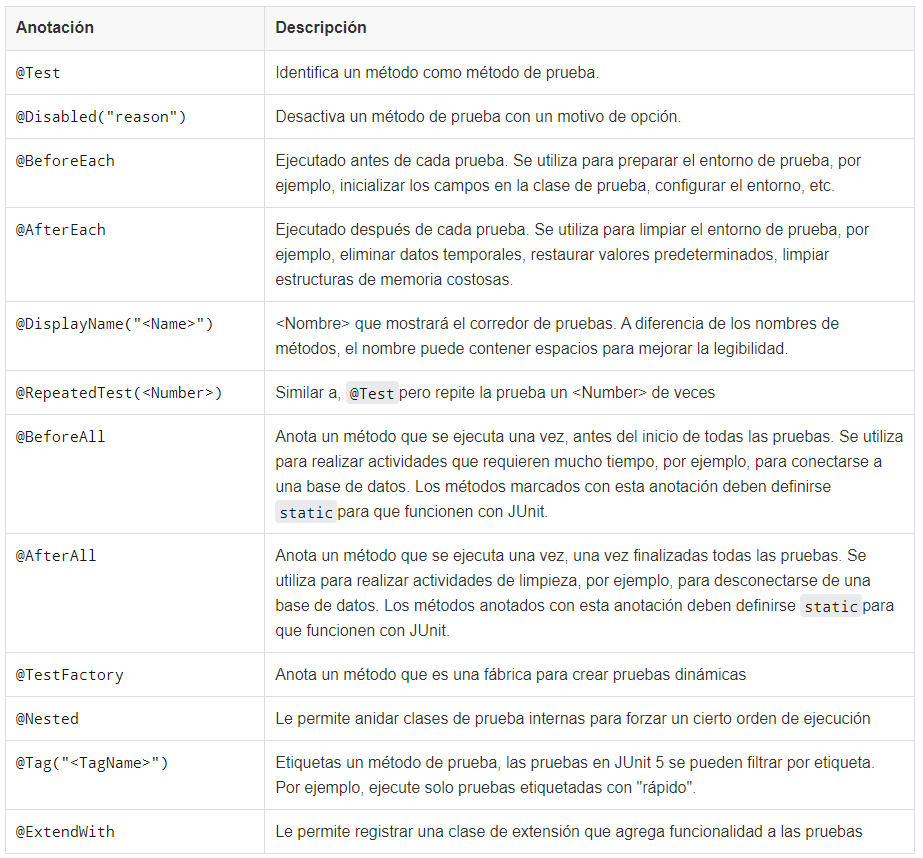 Anotación Descripción
@Test Identifica un método como método de prueba.
@Disabled("reason") Desactiva un método de prueba con un motivo de opción.
@BeforeEach Ejecutado antes de cada prueba. Se utiliza para preparar el entorno de prueba, por
ejemplo, inicializar los campos en la clase de prueba, configurar el entorno, etc.
@AfterEach Ejecutado después de cada prueba. Se utiliza para limpiar el entorno de prueba, por
ejemplo, eliminar datos temporales, restaurar valores predeterminados, limpiar
estructuras de memoria costosas.
@DisplayName("<Name>") <Nombre> que mostrará el corredor de pruebas. A diferencia de los nombres de
métodos, el nombre puede contener espacios para mejorar la legibilidad.
@RepeatedTest(<Number>) Similar a, @Test pero repite la prueba un <Number> de veces
@BeforeAll Anota un método que se ejecuta una vez, antes del inicio de todas las pruebas. Se utiliza
para realizar actividades que requieren mucho tiempo, por ejemplo, para conectarse a
una base de datos. Los métodos marcados con esta anotación deben definirse
static para que funcionen con JUnit.
@AfterAll Anota un método que se ejecuta una vez, una vez finalizadas todas las pruebas. Se
utiliza para realizar actividades de limpieza, por ejemplo, para desconectarse de una
base de datos. Los métodos anotados con esta anotación deben definirse static para
que funcionen con JUnit.
@TestFactory Anota un método que es una fábrica para crear pruebas dinámicas
@Nested Le permite anidar clases de prueba internas para forzar un cierto orden de ejecución
@Tag("<TagName>") Etiquetas un método de prueba, las pruebas en JUnit 5 se pueden filtrar por etiqueta.
Por ejemplo, ejecute solo pruebas etiquetadas con "rápido".
@ExtendWith Le permite registrar una clase de extensión que agrega funcionalidad a las pruebas